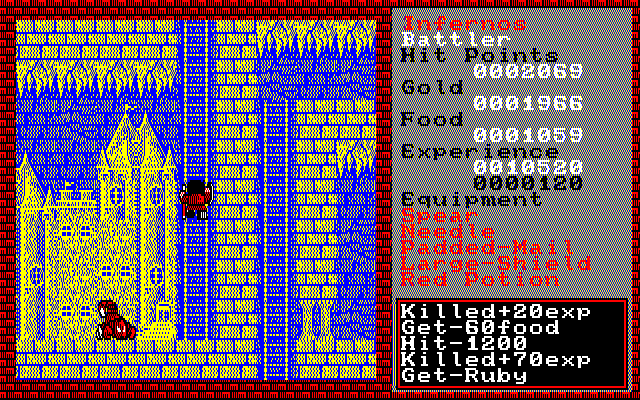 Infernos
Battler
Hit Points
0002069
Gold
0001966
Food
0001059
Experience
0010520
0000120
Equipment
Spear
Needle
Padded-Mail
Large-Shield
Red Potion
Killed+20exp
Get-60food
Hit-1200
Killed+70exp
Get-Ruby